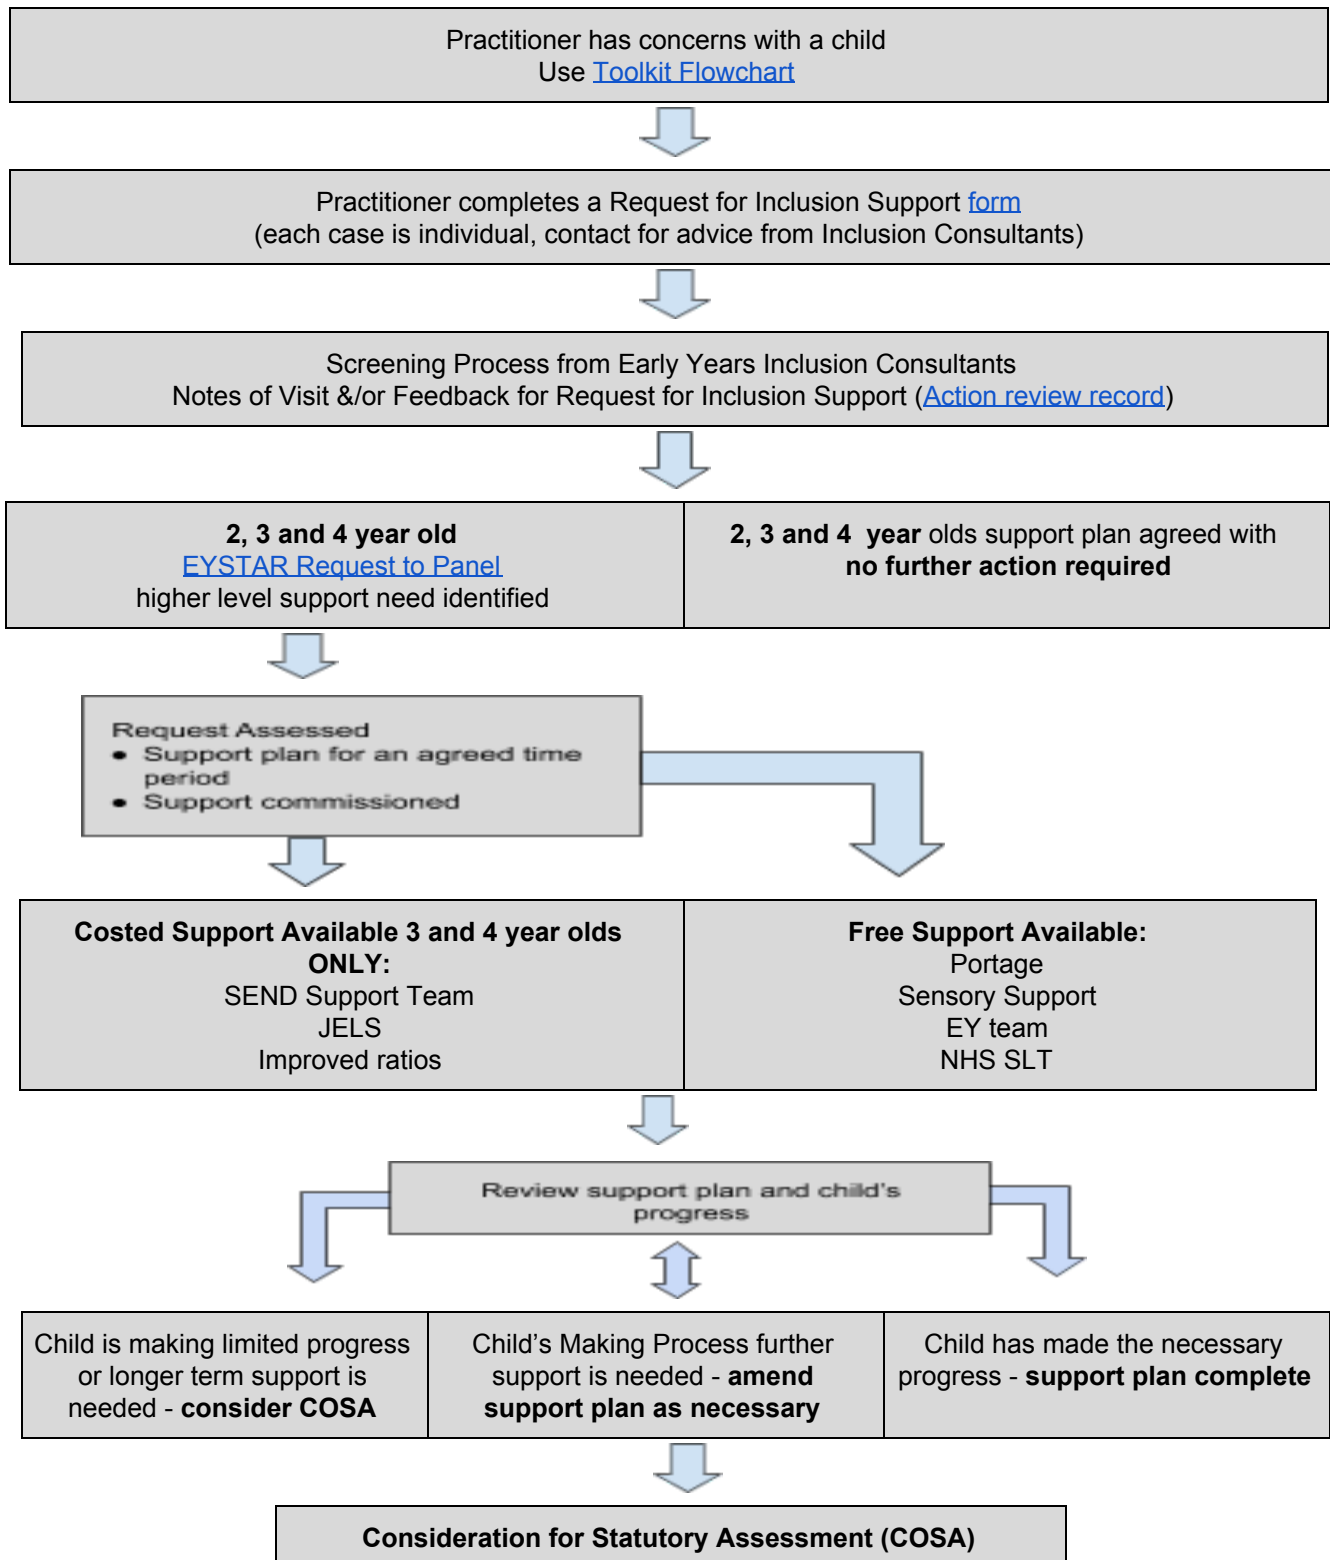 Practitioner has concerns with a child
Use Toolkit Flowchart
Practitioner completes a Request for Inclusion Support form
(each case is individual, contact for advice from Inclusion Consultants)
Screening Process from Early Years Inclusion Consultants
Notes of Visit &/or Feedback for Request for Inclusion Support (Action review record)
2, 3 and 4 year old
EYSTAR Request to Panel
higher level support need identified
2, 3 and 4  year olds support plan agreed with
no further action required
Request Assessed
● Support plan for an agreed time
period
● Support commissioned
Costed Support Available 3 and 4 year olds
ONLY:
SEND Support Team
JELS
Improved ratios
Free Support Available:
Portage
Sensory Support
EY team
NHS SLT
Review support plan and child's
progress
Child is making limited progress
or longer term support is
needed - consider COSA
Child’s Making Process further
support is needed - amend
support plan as necessary
Child has made the necessary
progress - support plan complete
Consideration for Statutory Assessment (COSA)